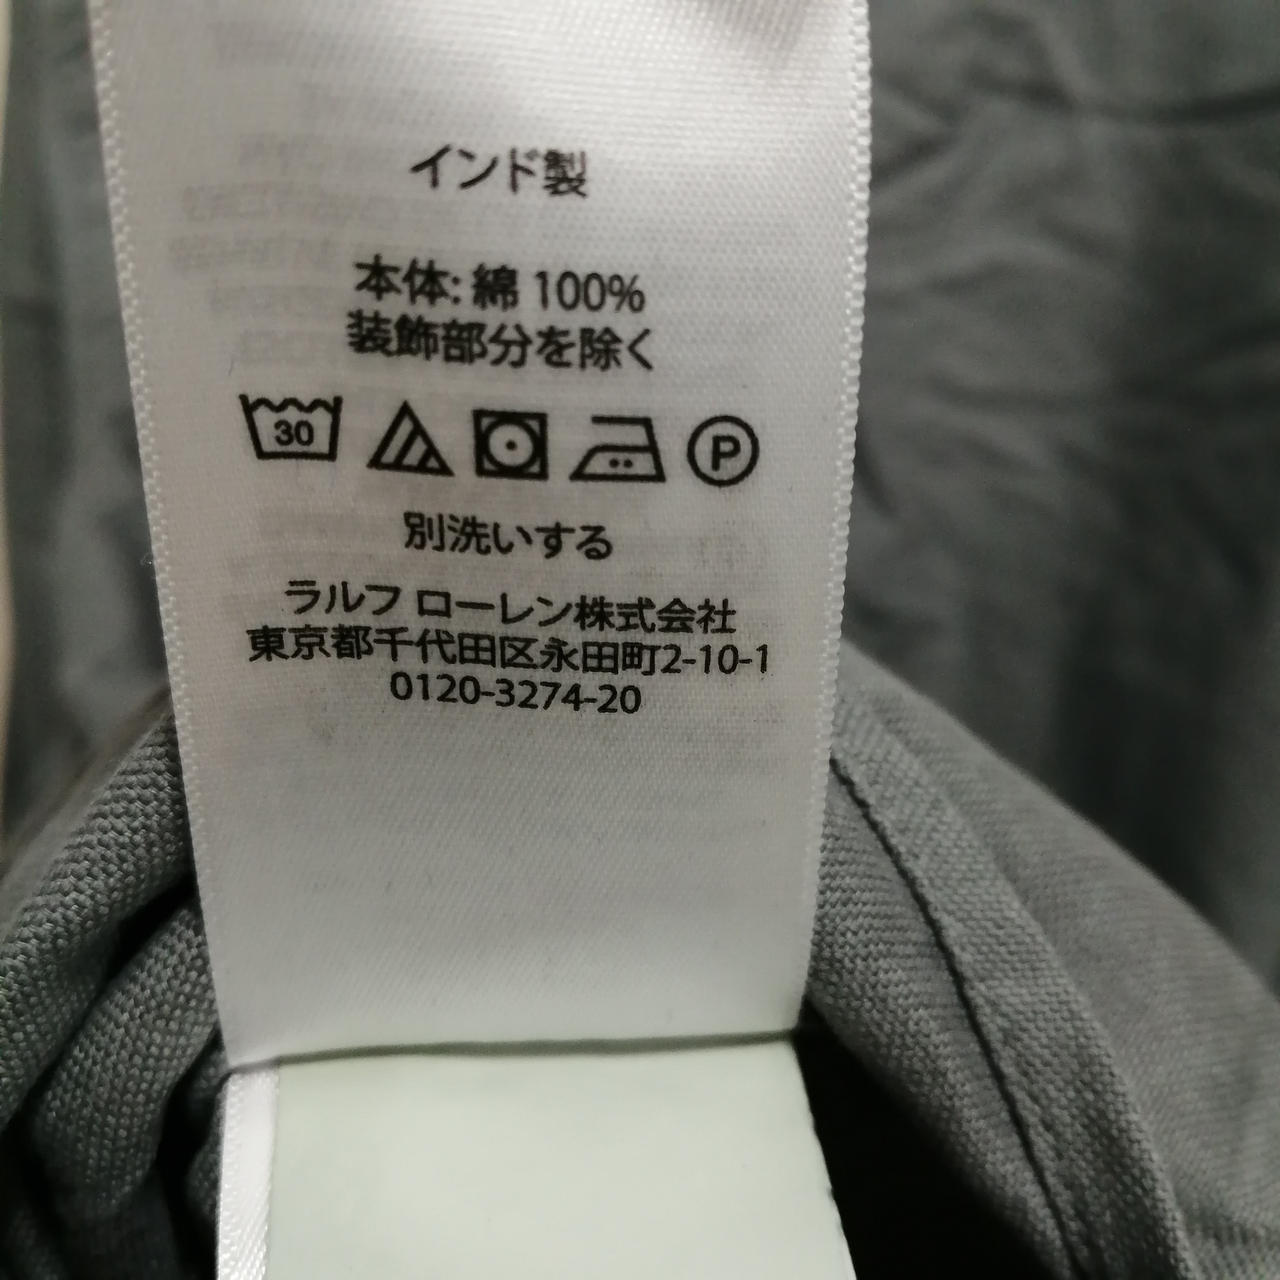 インド製
本体: 綿 100%
装飾部分を除く
30 P
別洗いする
ラルフ ローレン株式会社
東京都千代田区永田町2-10-1
0120-3274-20